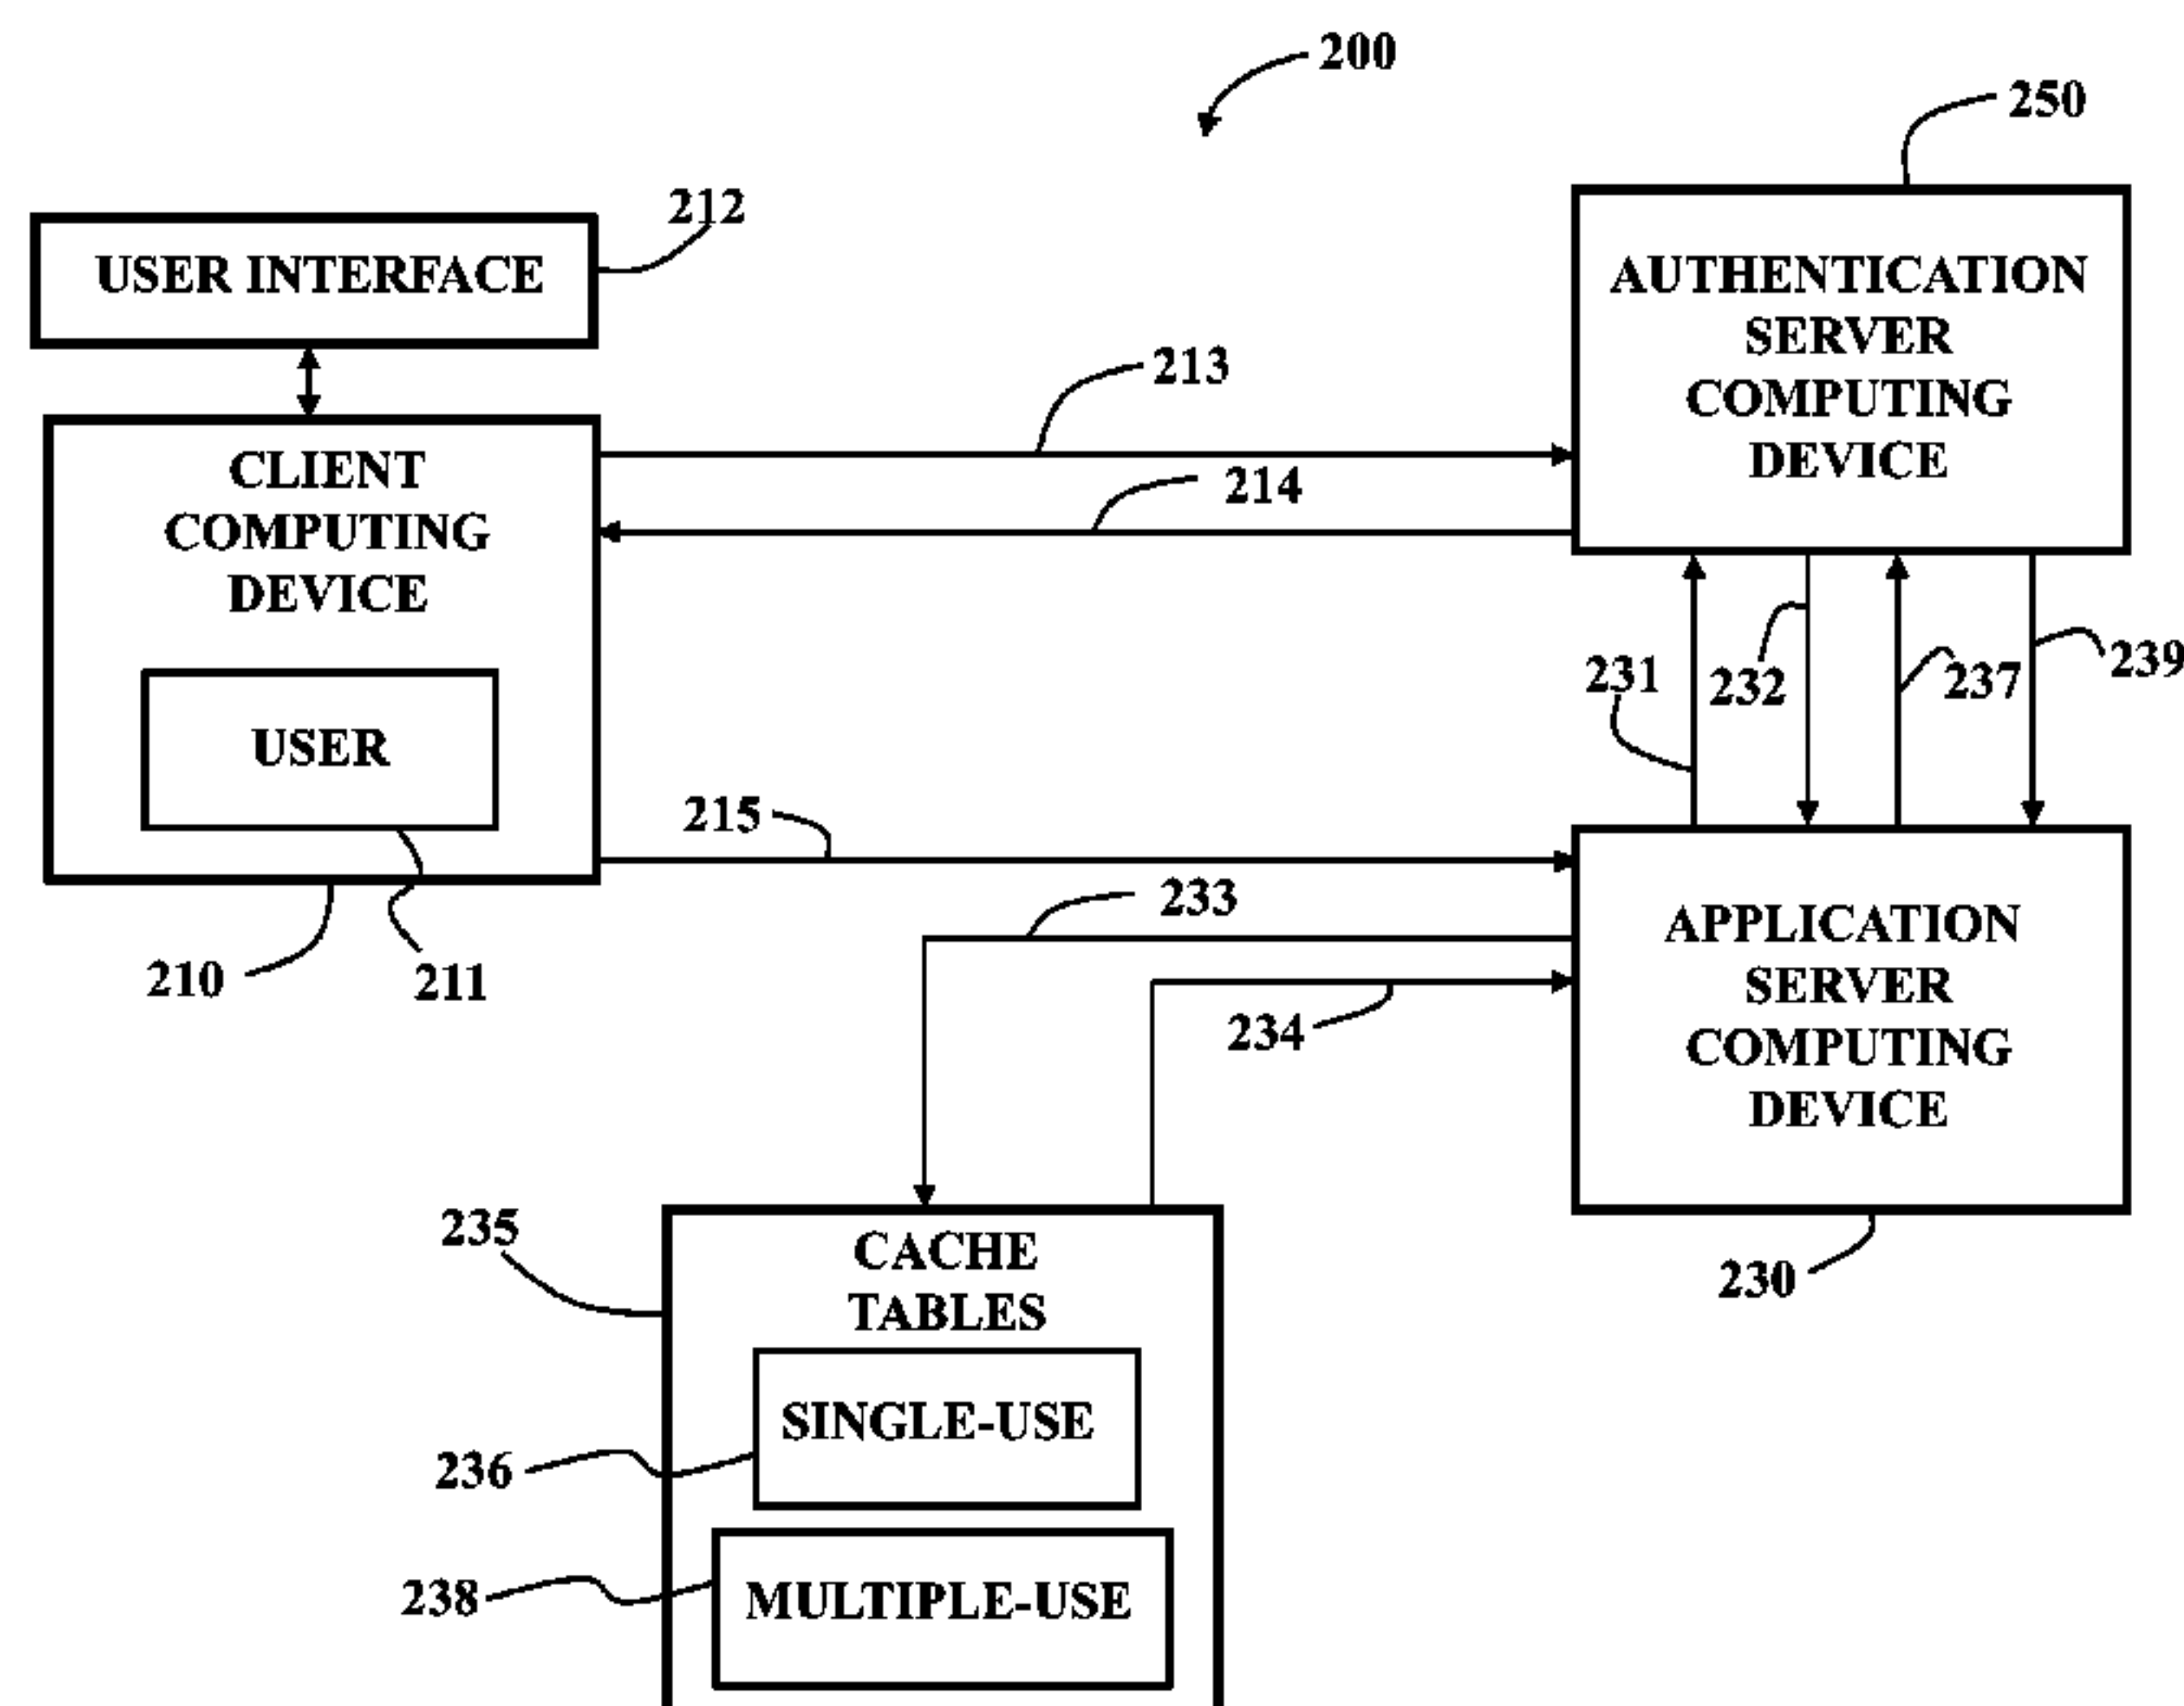 200
250
212
USER INTERFACE
AUTHENTICATION
SERVER
COMPUTING
DEVICE
213
214
CLIENT
COMPUTING
DEVICE
USER
231
232
237
239
215
233
234
210
211
APPLICATION
SERVER
COMPUTING
DEVICE
230
235
CACHE
TABLES
236
SINGLE-USE
238
MULTIPLE-USE